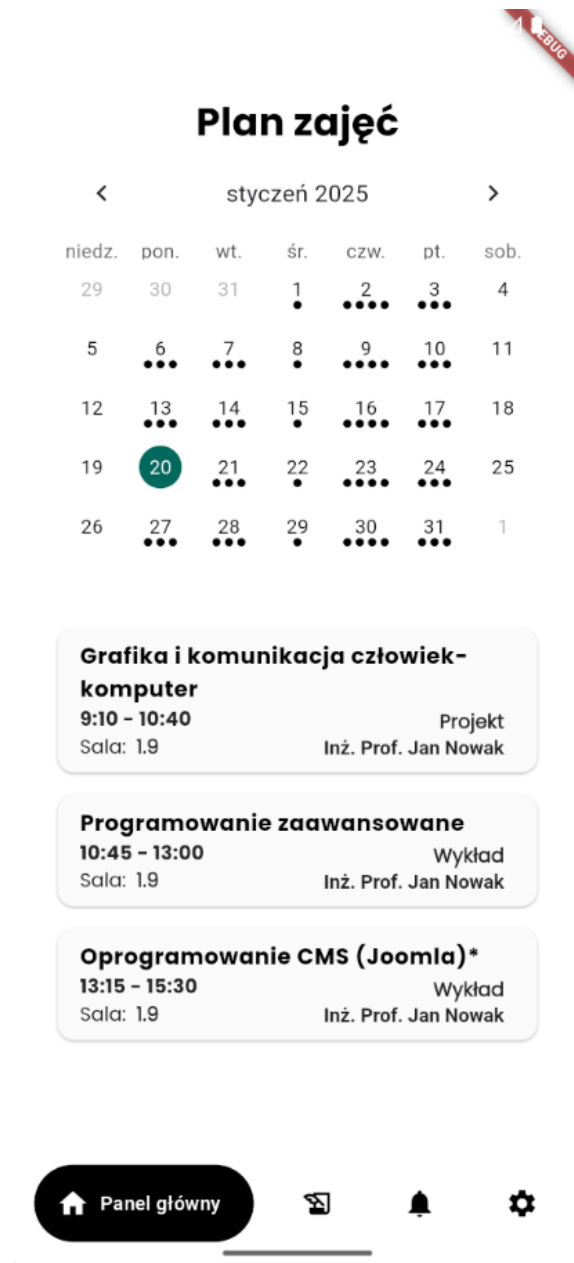 DEBUG
Plan zajęć
styczeń 2025
niedz. pon. wt. śr. czw. pt. sob.
29 30 31 1 2 3 4
5 6 7 8 9 10 11
12 13 14 15 16 17 18
19 20 21 22 23 24 25
26 27 28 29 30 31 1
Grafika i komunikacja człowiek-
komputer
9:10 - 10:40 Projekt
Sala: 1.9 Inż. Prof. Jan Nowak
Programowanie zaawansowane
10:45 - 13:00 Wykład
Sala: 1.9 Inż. Prof. Jan Nowak
Oprogramowanie CMS (Joomla)*
13:15 - 15:30 Wykład
Sala: 1.9 Inż. Prof. Jan Nowak
Panel główny